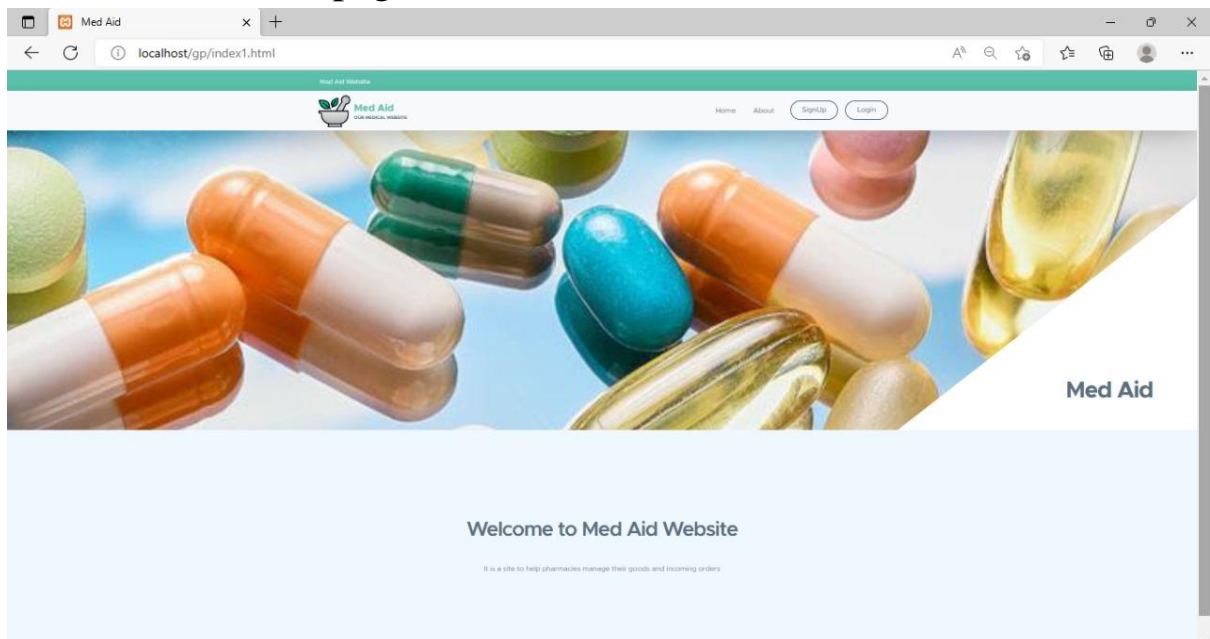 Med Aid
localhost/gp/index1.html
Med Aid Website
Med Aid
OUR MEDICAL WEBSITE
Home About SignUp Login
Med Aid
Welcome to Med Aid Website
It is a site to help pharmacies manage their goods and incoming orders